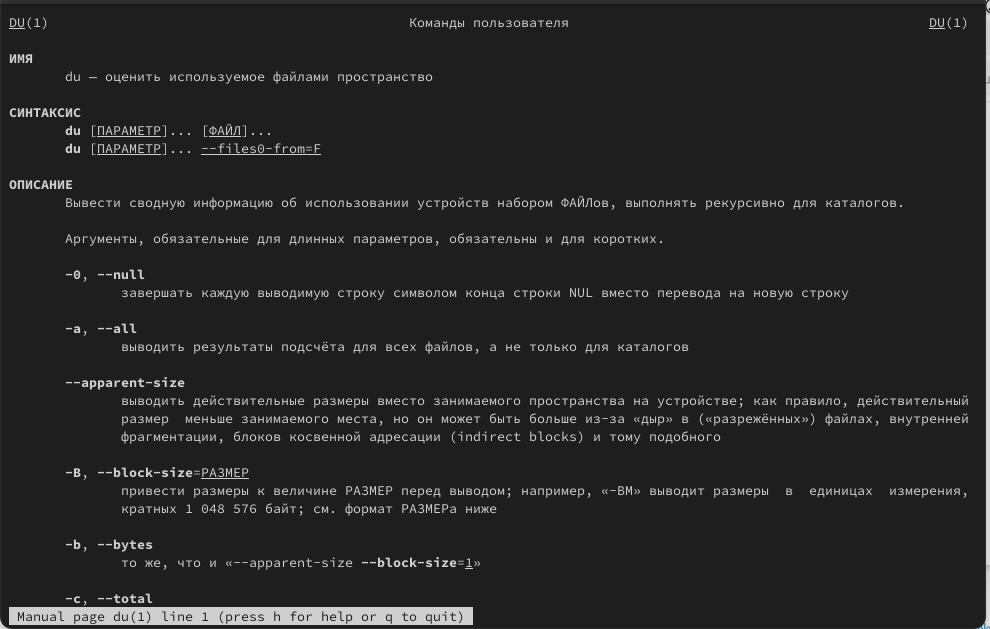 DU(1) Команды пользователя DU(1)
ИМЯ
du — оценить используемое файлами пространство
СИНТАКСИС
du [ПАРАМЕТР]... [ФАЙЛ]...
du [ПАРАМЕТР]... --files0-from=F
ОПИСАНИЕ
Вывести сводную информацию об использовании устройств набором ФАЙЛов, выполнять рекурсивно для каталогов.
Аргументы, обязательные для длинных параметров, обязательны и для коротких.
-0, --null
завершать каждую выводимую строку символом конца строки NUL вместо перевода на новую строку
-a, --all
выводить результаты подсчёта для всех файлов, а не только для каталогов
--apparent-size
выводить действительные размеры вместо занимаемого пространства на устройстве; как правило, действительный
размер меньше занимаемого места, но он может быть больше из-за «дыр» в («разрежённых») файлах, внутренней
фрагментации, блоков косвенной адресации (indirect blocks) и тому подобного
-B, --block-size=РАЗМЕР
привести размеры к величине РАЗМЕР перед выводом; например, «-BM» выводит размеры в единицах измерения,
кратных 1 048 576 байт; см. формат РАЗМЕРа ниже
-b, --bytes
то же, что и «--apparent-size --block-size=1»
-c, --total
Manual page du(1) line 1 (press h for help or q to quit)